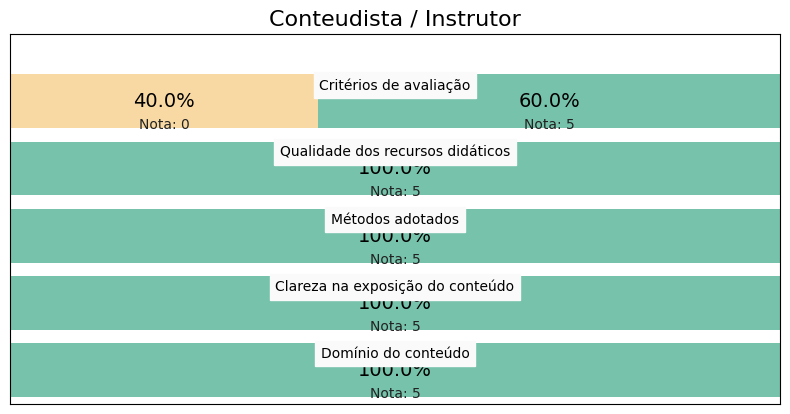 Conteudista / Instrutor
Critérios de avaliação
40.0% 60.0%
Nota: 0 Nota: 5
Qualidade dos recursos didáticos
100.0%
Nota: 5
Métodos adotados
100.0%
Nota: 5
Clareza na exposição do conteúdo
100.0%
Nota: 5
Domínio do conteúdo
100.0%
Nota: 5